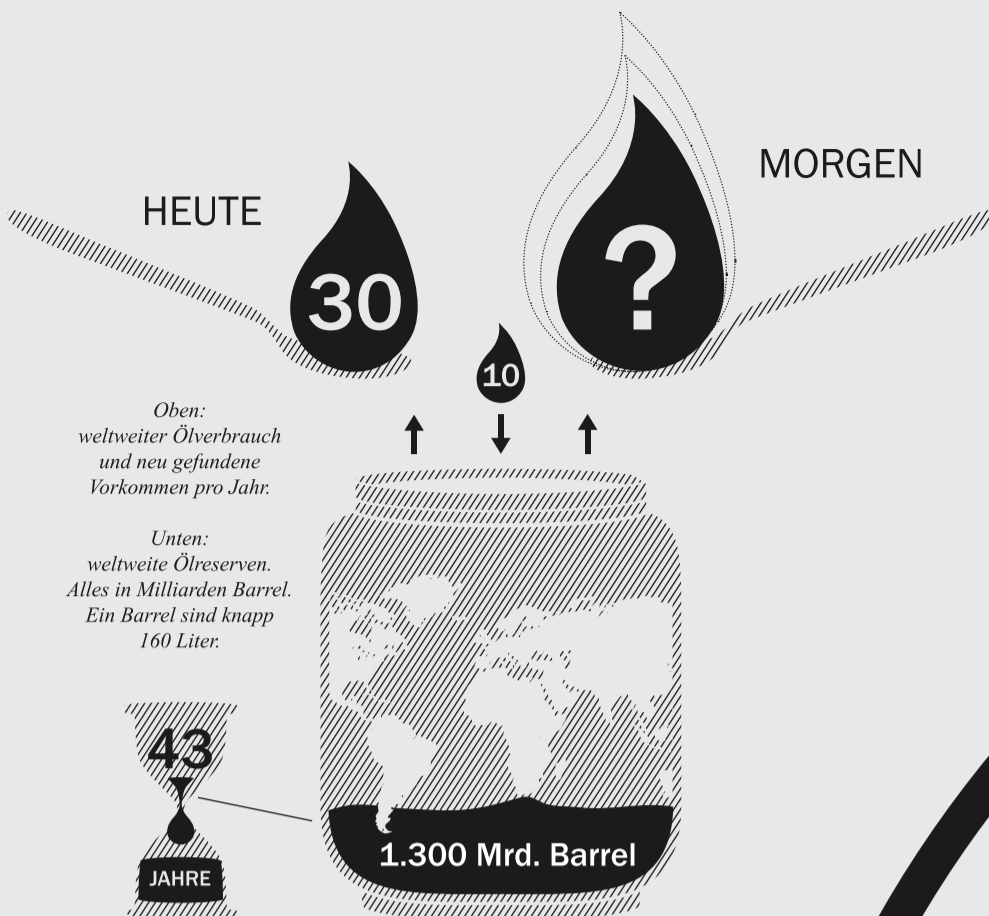 MORGEN
HEUTE
30
?
10
Oben:
weltweiter Ölverbrauch
und neu gefundene
Vorkommen pro Jahr.
Unten:
weltweite Ölreserven.
Alles in Milliarden Barrel.
Ein Barrel sind knapp
160 Liter.
43
JAHRE
1.300 Mrd. Barrel